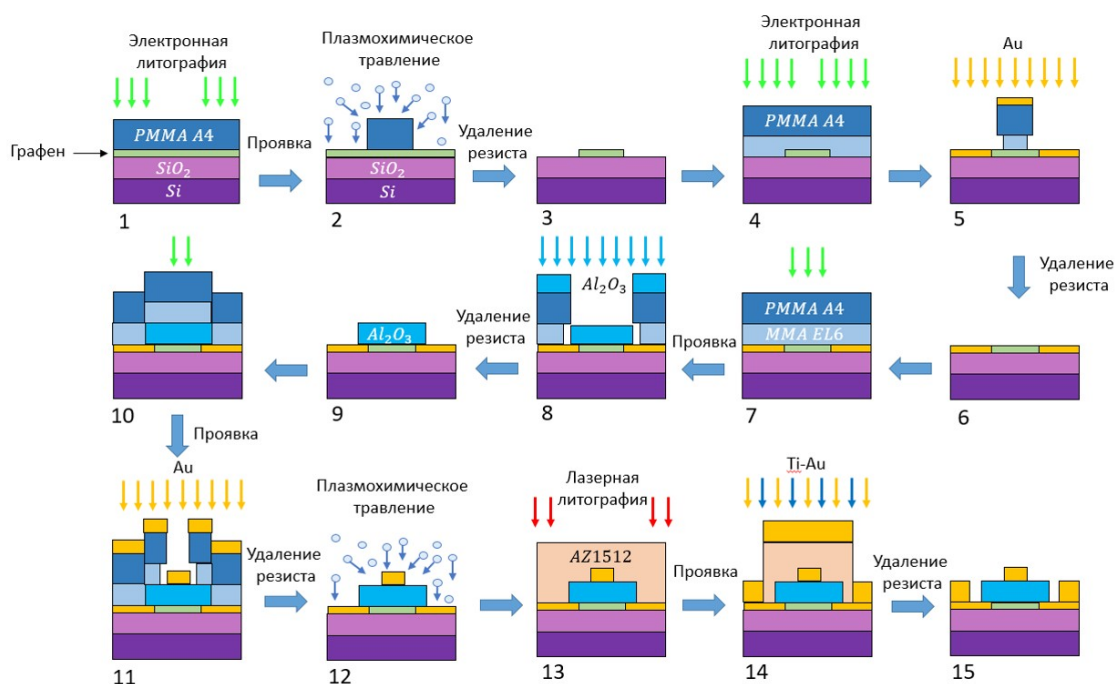 Электронная
литография
PMMA A4
Графен
SiO₂
Si
1
Проявка
Плазмохимическое
травление
SiO₂
Si
2
Удаление
резиста
3
Электронная
литография
PMMA A4
4
Au
5
Удаление
резиста
6
PMMA A4
MMA EL6
7
Проявка
Al₂O₃
8
Удаление
резиста
Al₂O₃
9
10
Проявка
Au
11
Удаление
резиста
Плазмохимическое
травление
12
Лазерная
литография
AZ1512
13
Проявка
Ti-Au
14
Удаление
резиста
15